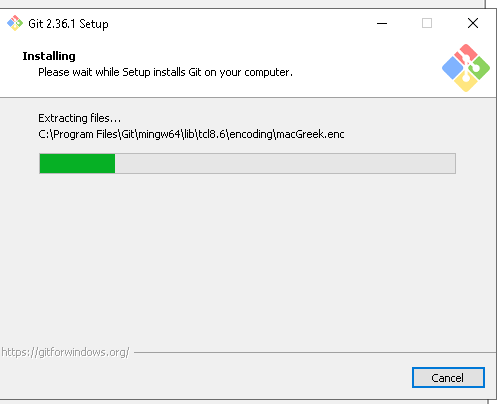 Git 2.36.1 Setup
Installing
Please wait while Setup installs Git on your computer.
Extracting files...
C:\Program Files\Git\mingw64\lib\tcl8.6\encoding\macGreek.enc
https://gitforwindows.org/
Cancel